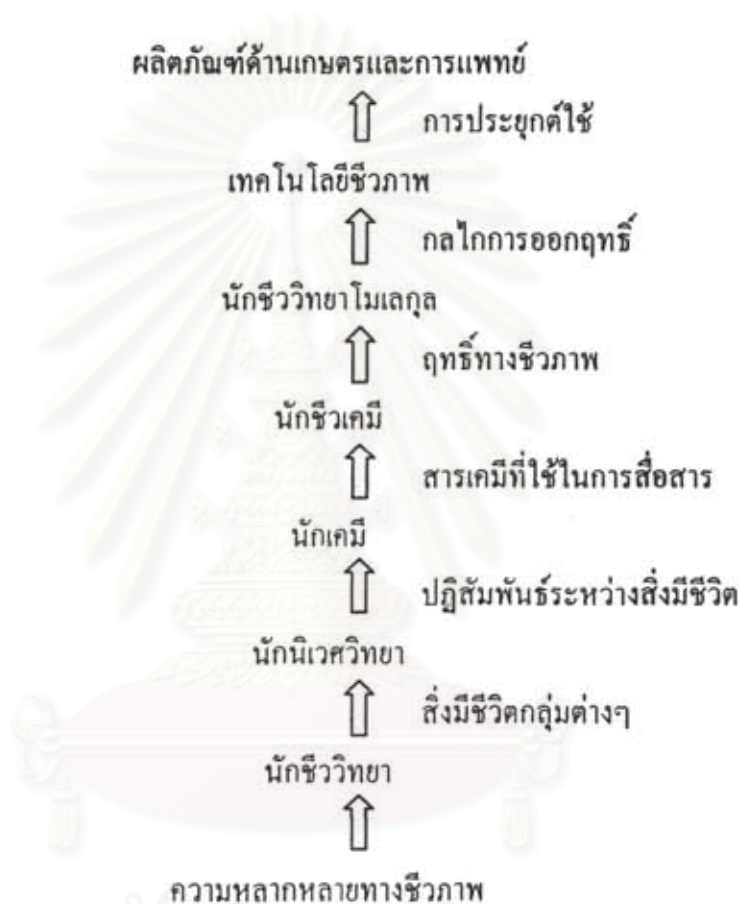 ผลิตภัณฑ์ด้านเกษตรและการแพทย์
การประยุกต์ใช้
เทคโนโลยีชีวภาพ
กลไกการออกฤทธิ์
นักชีววิทยาโมเลกุล
ฤทธิ์ทางชีวภาพ
นักชีวเคมี
สารเคมีที่ใช้ในการสื่อสาร
นักเคมี
ปฏิสัมพันธ์ระหว่างสิ่งมีชีวิต
นักนิเวศวิทยา
สิ่งมีชีวิตกลุ่มต่างๆ
นักชีววิทยา
ความหลากหลายทางชีวภาพ